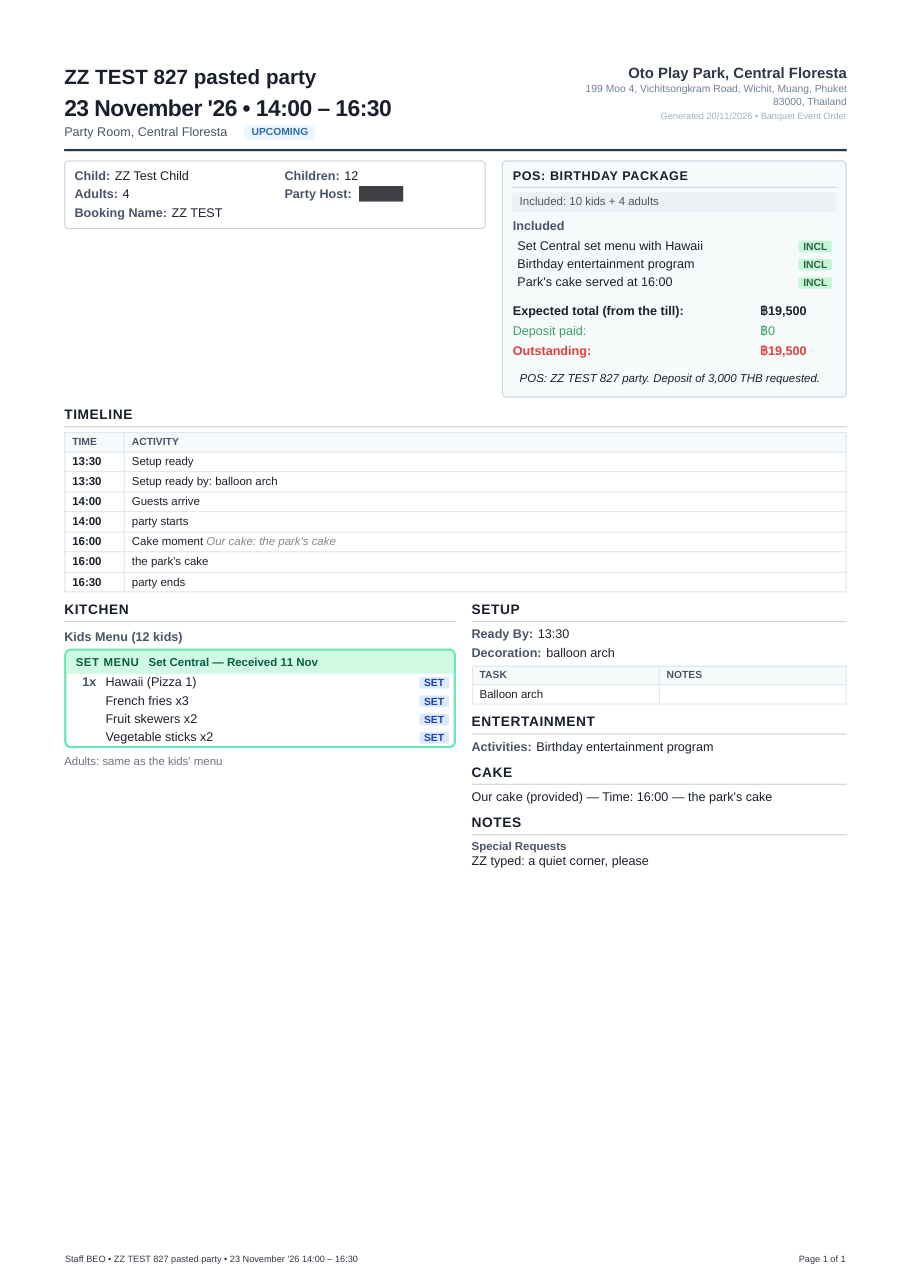 ZZ TEST 827 pasted party
23 November '26 • 14:00 – 16:30
Party Room, Central Floresta UPCOMING
Oto Play Park, Central Floresta
199 Moo 4, Vichitsongkram Road, Wichit, Muang, Phuket
83000, Thailand
Generated 20/11/2026 • Banquet Event Order
Child: ZZ Test Child Children: 12
Adults: 4 Party Host:
Booking Name: ZZ TEST
POS: BIRTHDAY PACKAGE
Included: 10 kids + 4 adults
Included
Set Central set menu with Hawaii INCL
Birthday entertainment program INCL
Park's cake served at 16:00 INCL
Expected total (from the till): ฿19,500
Deposit paid: ฿0
Outstanding: ฿19,500
POS: ZZ TEST 827 party. Deposit of 3,000 THB requested.
TIMELINE
TIME ACTIVITY
13:30 Setup ready
13:30 Setup ready by: balloon arch
14:00 Guests arrive
14:00 party starts
16:00 Cake moment Our cake: the park's cake
16:00 the park's cake
16:30 party ends
KITCHEN
Kids Menu (12 kids)
SET MENU Set Central — Received 11 Nov
1x Hawaii (Pizza 1) SET
French fries x3 SET
Fruit skewers x2 SET
Vegetable sticks x2 SET
Adults: same as the kids' menu
SETUP
Ready By: 13:30
Decoration: balloon arch
TASK NOTES
Balloon arch
ENTERTAINMENT
Activities: Birthday entertainment program
CAKE
Our cake (provided) — Time: 16:00 — the park's cake
NOTES
Special Requests
ZZ typed: a quiet corner, please
Staff BEO • ZZ TEST 827 pasted party • 23 November '26 14:00 – 16:30
Page 1 of 1